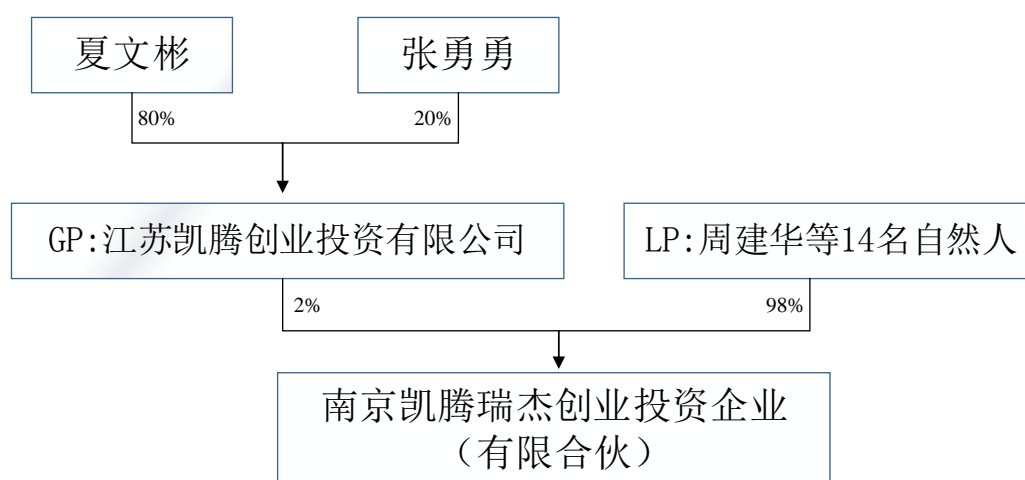 夏文彬
张勇勇
80%
20%
GP:江苏凯腾创业投资有限公司
LP:周建华等14名自然人
2%
98%
南京凯腾瑞杰创业投资企业
（有限合伙）